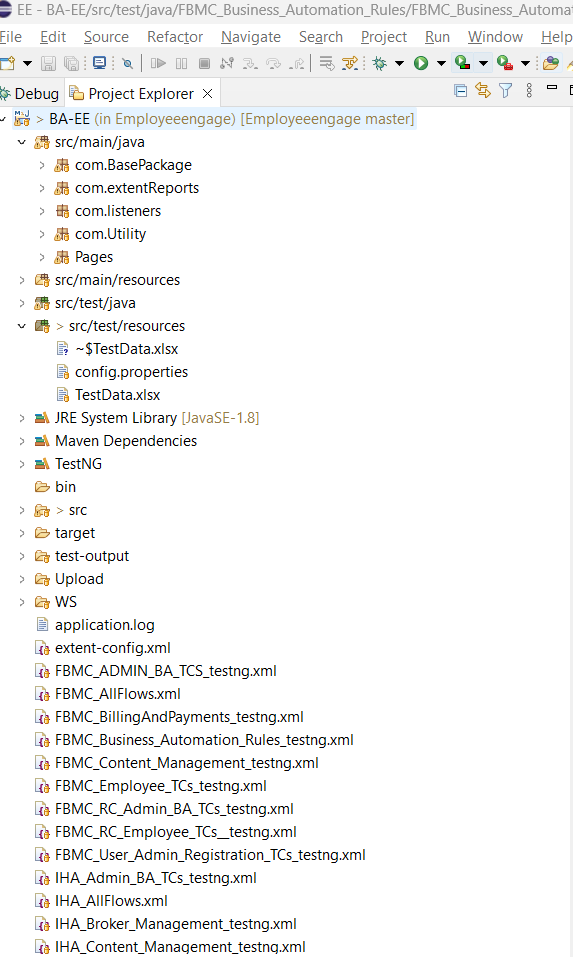 EE - BA-EE/src/test/java/FBMC_Business_Automation_Rules/FBMC_Business_Automat
File Edit Source Refactor Navigate Search Project Run Window Help
Debug Project Explorer
> BA-EE (in Employeeengage) [Employeeengage master]
src/main/java
com.BasePackage
com.extentReports
com.listeners
com.Utility
Pages
src/main/resources
src/test/java
> src/test/resources
~$TestData.xlsx
config.properties
TestData.xlsx
JRE System Library [JavaSE-1.8]
Maven Dependencies
TestNG
bin
> src
target
test-output
Upload
WS
application.log
extent-config.xml
FBMC_ADMIN_BA_TCS_testng.xml
FBMC_AllFlows.xml
FBMC_BillingAndPayments_testng.xml
FBMC_Business_Automation_Rules_testng.xml
FBMC_Content_Management_testng.xml
FBMC_Employee_TCs_testng.xml
FBMC_RC_Admin_BA_TCs_testng.xml
FBMC_RC_Employee_TCs__testng.xml
FBMC_User_Admin_Registration_TCs_testng.xml
IHA_Admin_BA_TCs_testng.xml
IHA_AllFlows.xml
IHA_Broker_Management_testng.xml
IHA_Content_Management_testng.xml